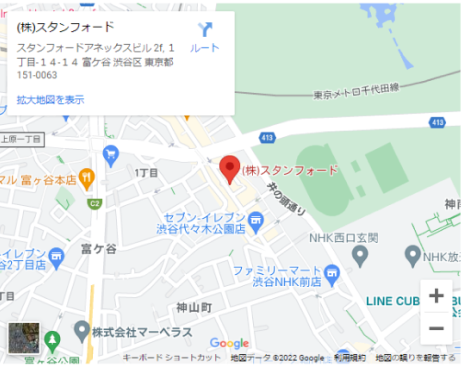 (株)スタンフォード
スタンフォードアネックスビル 2f, 1
丁目-1 4-1 4 富ケ谷 渋谷区 東京都
151-0063
ルート
拡大地図を表示
東京メトロ千代田線
413
413
上原一丁目
1丁目
(株)スタンフォード
マル 富ヶ谷本店
C2
井の頭通り
セブン-イレブン
渋谷代々木公園店
NHK西口玄関
イレブン
2丁目店
富ケ谷
NHK放
ファミリーマート
渋谷NHK前店
神山町
LINE CUB
株式会社マーベラス
富ヶ谷公園
Google
キーボード ショートカット
地図データ ©2022 Google
利用規約
地図の誤りを報告する